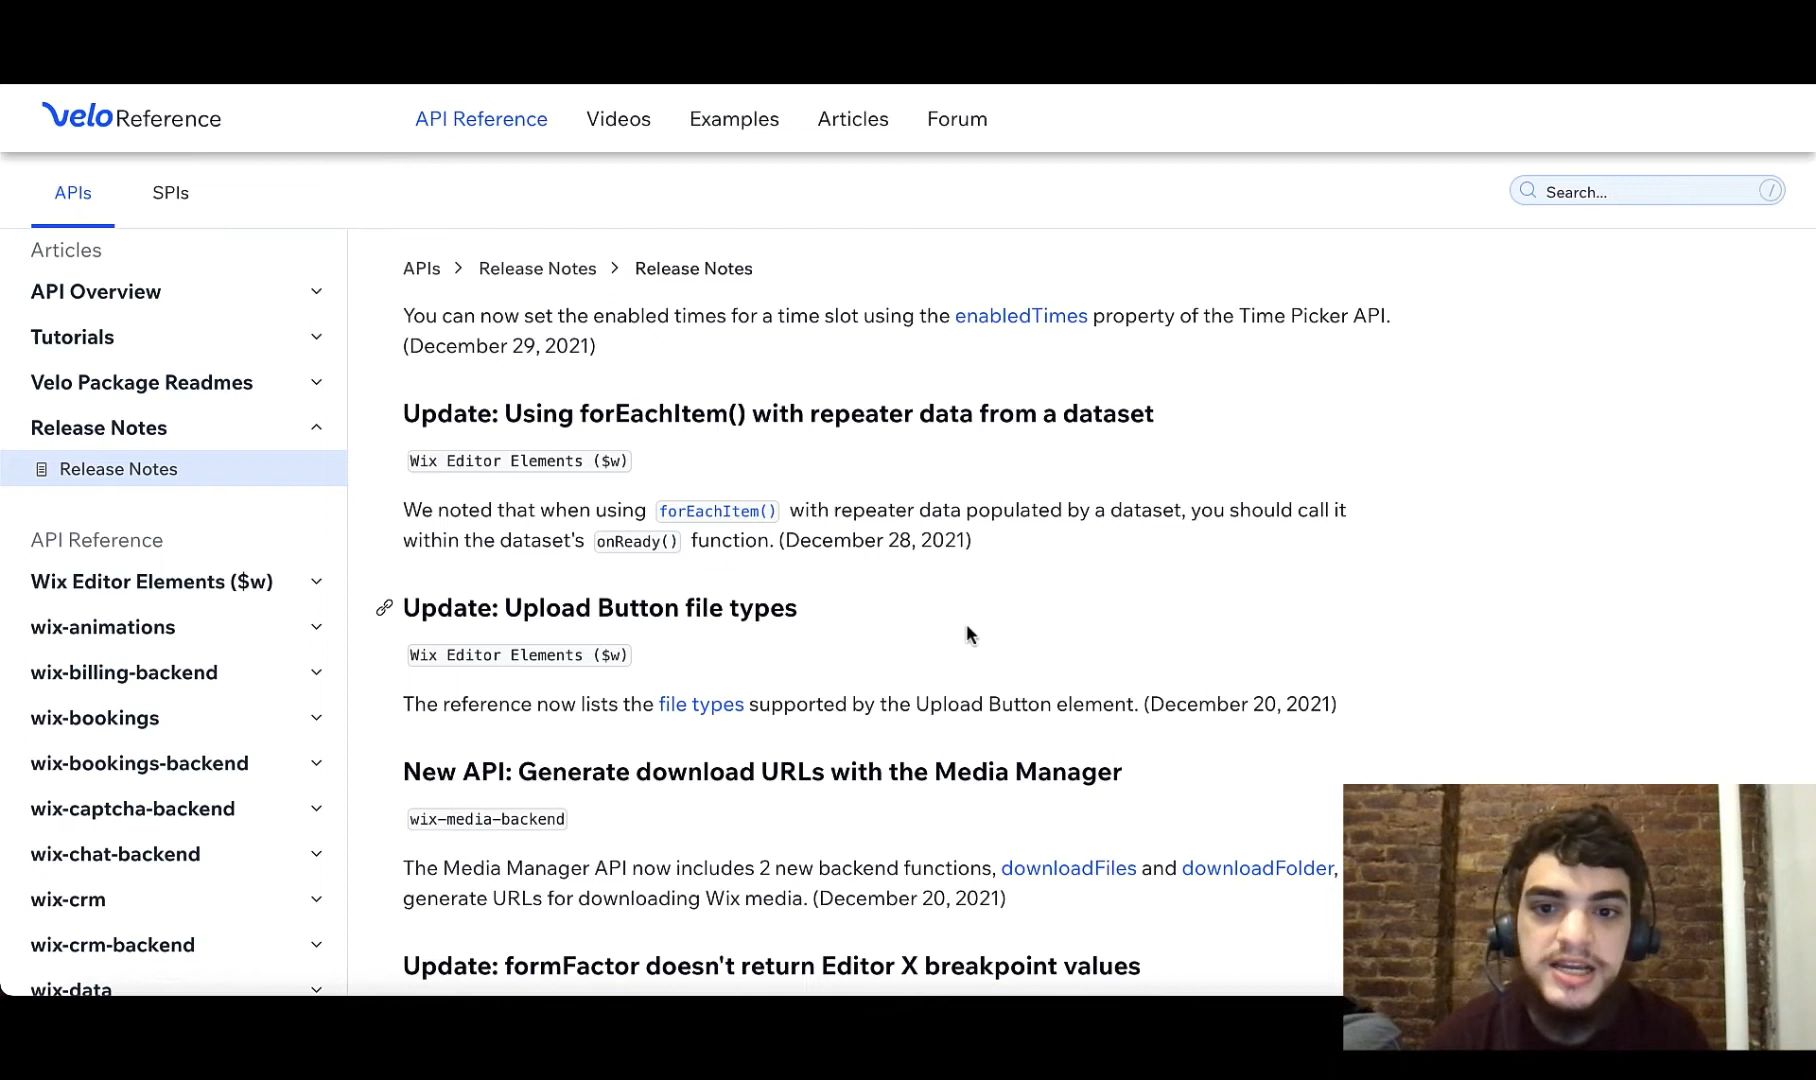 velo Reference
API Reference
Videos
Examples
Articles
Forum
APIs
SPIs
Search...
/
Articles
API Overview
Tutorials
Velo Package Readmes
Release Notes
Release Notes
API Reference
Wix Editor Elements ($w)
wix-animations
wix-billing-backend
wix-bookings
wix-bookings-backend
wix-captcha-backend
wix-chat-backend
wix-crm
wix-crm-backend
wix-data
APIs > Release Notes > Release Notes
You can now set the enabled times for a time slot using the enabledTimes property of the Time Picker API.
(December 29, 2021)
Update: Using forEachItem() with repeater data from a dataset
Wix Editor Elements ($w)
We noted that when using forEachItem() with repeater data populated by a dataset, you should call it
within the dataset's onReady() function. (December 28, 2021)
Update: Upload Button file types
Wix Editor Elements ($w)
The reference now lists the file types supported by the Upload Button element. (December 20, 2021)
New API: Generate download URLs with the Media Manager
wix-media-backend
The Media Manager API now includes 2 new backend functions, downloadFiles and downloadFolder,
generate URLs for downloading Wix media. (December 20, 2021)
Update: formFactor doesn't return Editor X breakpoint values